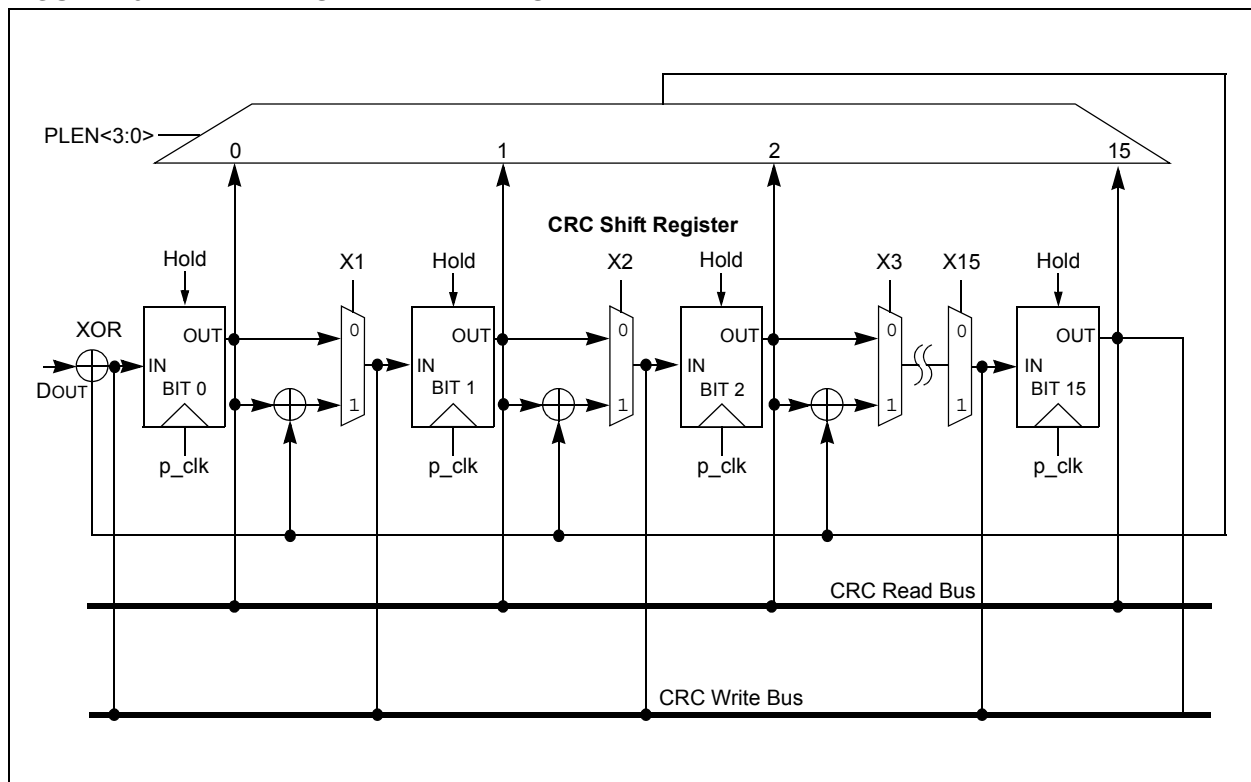 PLEN<3:0>
0 1 2 15
CRC Shift Register
Hold X1 Hold X2 Hold X3 X15 Hold
XOR
OUT 0 OUT 0 OUT 0 0 OUT
IN IN IN IN
DOUT BIT 0 1 BIT 1 1 BIT 2 1 1 BIT 15
p_clk p_clk p_clk p_clk
CRC Read Bus
CRC Write Bus